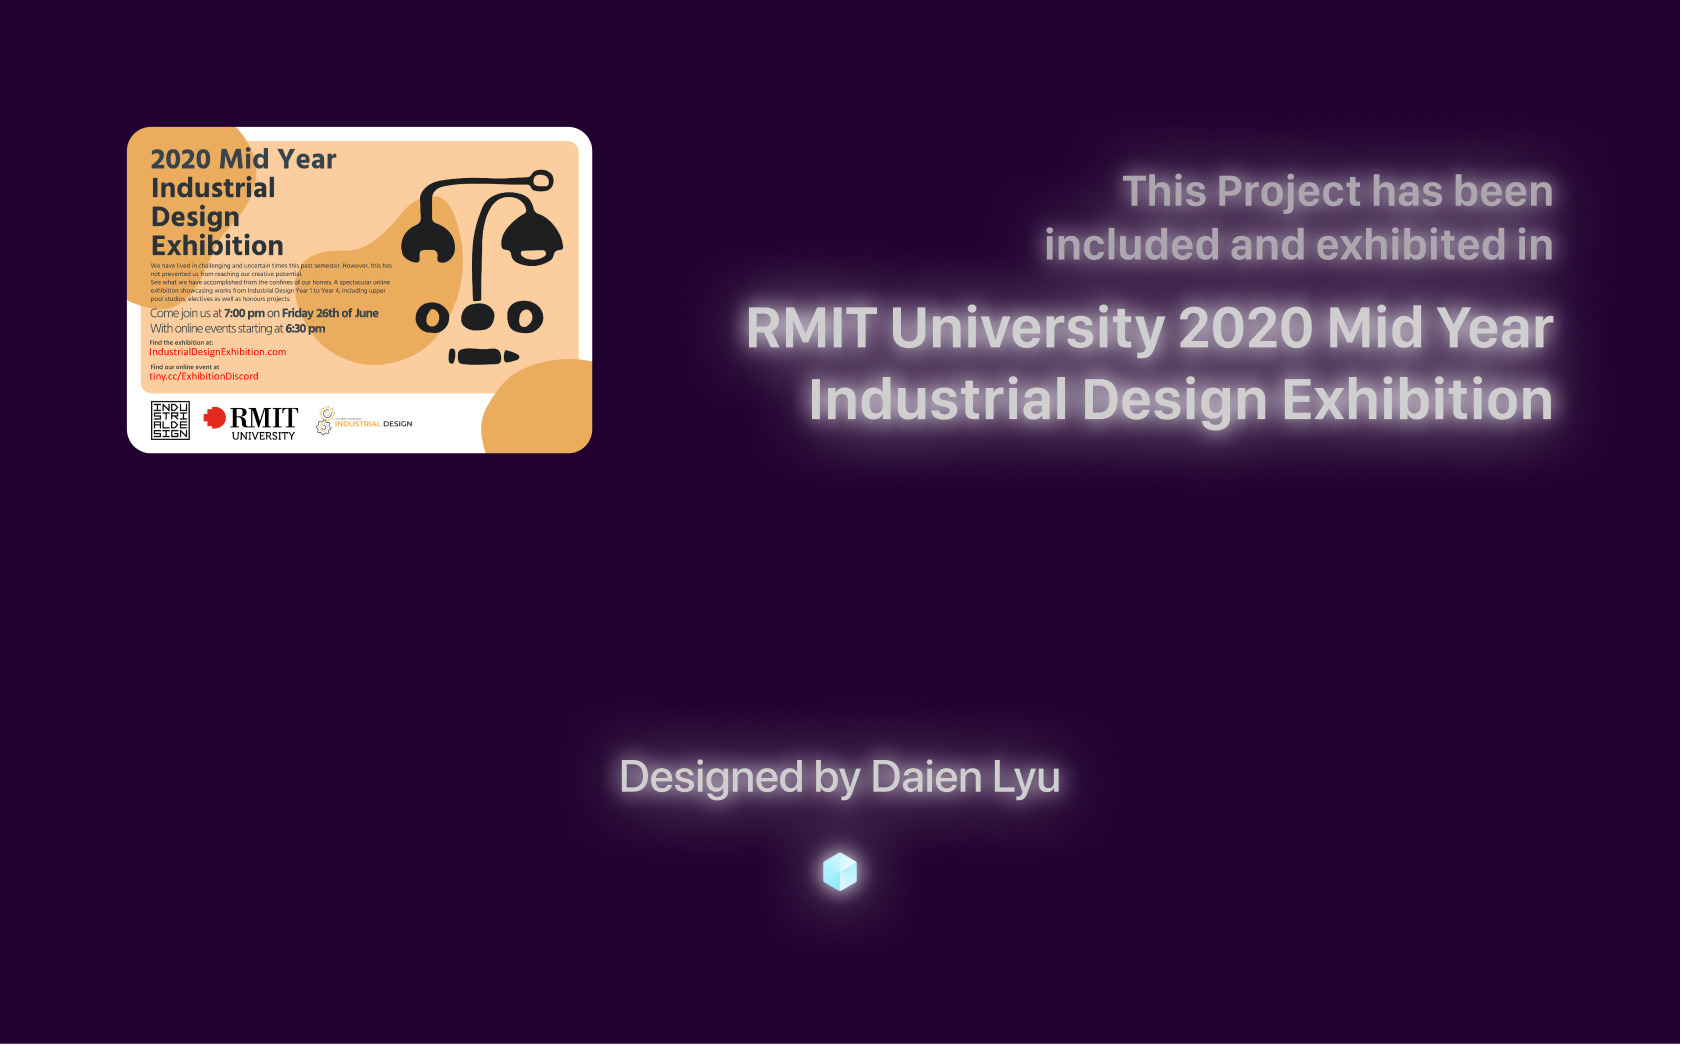 2020 Mid Year
Industrial
Design
Exhibition
We have lived in challenging and uncertain times this past semester. However, this has
not prevented us from reaching our creative potential.
See what we have accomplished from the confines of our homes. A spectacular online
exhibition showcasing works from Industrial Design Year 1 to Year 4, including upper
pool studios, electives as well as honours projects.
Come join us at 7:00 pm on Friday 26th of June
With online events starting at 6:30 pm
Find the exhibition at:
IndustrialDesignExhibition.com
Find our online event at
tiny.cc/ExhibitionDiscord
INDU
STRI
ALDE
SIGN
RMIT
UNIVERSITY
INDUSTRIAL DESIGN
This Project has been
included and exhibited in
RMIT University 2020 Mid Year
Industrial Design Exhibition
Designed by Daien Lyu